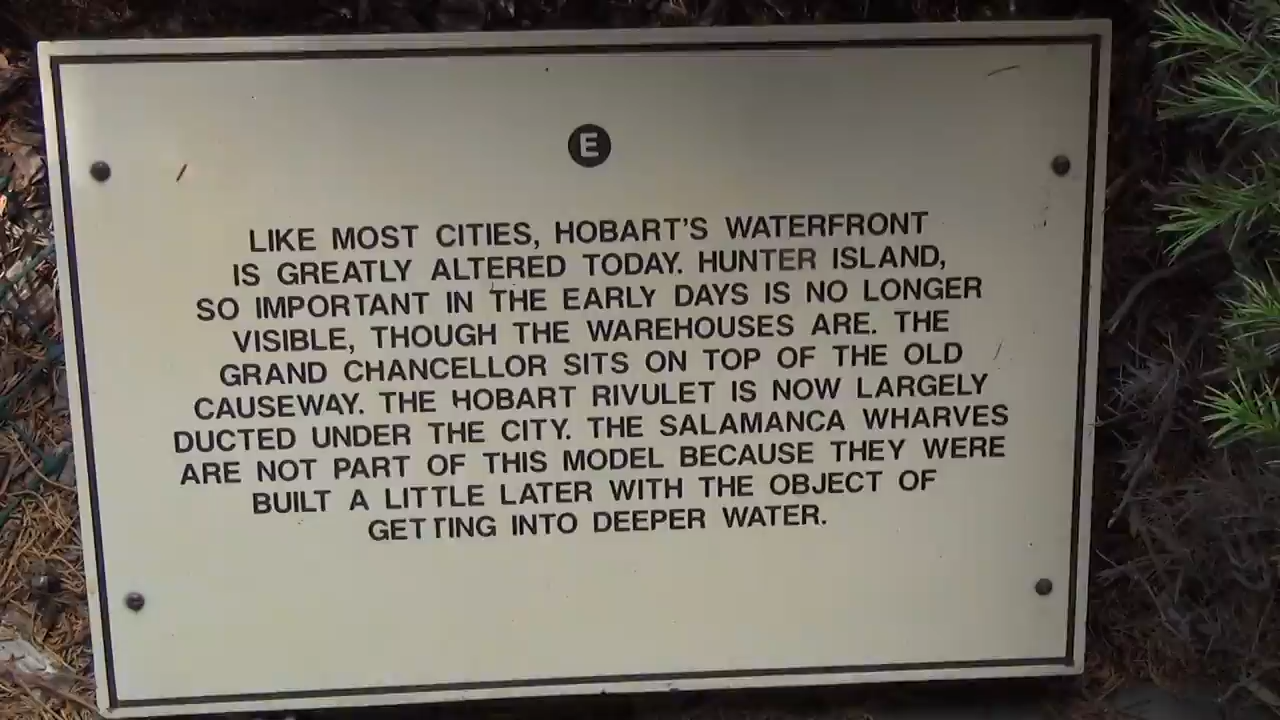 E
LIKE MOST CITIES, HOBART'S WATERFRONT
IS GREATLY ALTERED TODAY. HUNTER ISLAND,
SO IMPORTANT IN THE EARLY DAYS IS NO LONGER
VISIBLE, THOUGH THE WAREHOUSES ARE. THE
GRAND CHANCELLOR SITS ON TOP OF THE OLD
CAUSEWAY. THE HOBART RIVULET IS NOW LARGELY
DUCTED UNDER THE CITY. THE SALAMANCA WHARVES
ARE NOT PART OF THIS MODEL BECAUSE THEY WERE
BUILT A LITTLE LATER WITH THE OBJECT OF
GETTING INTO DEEPER WATER.